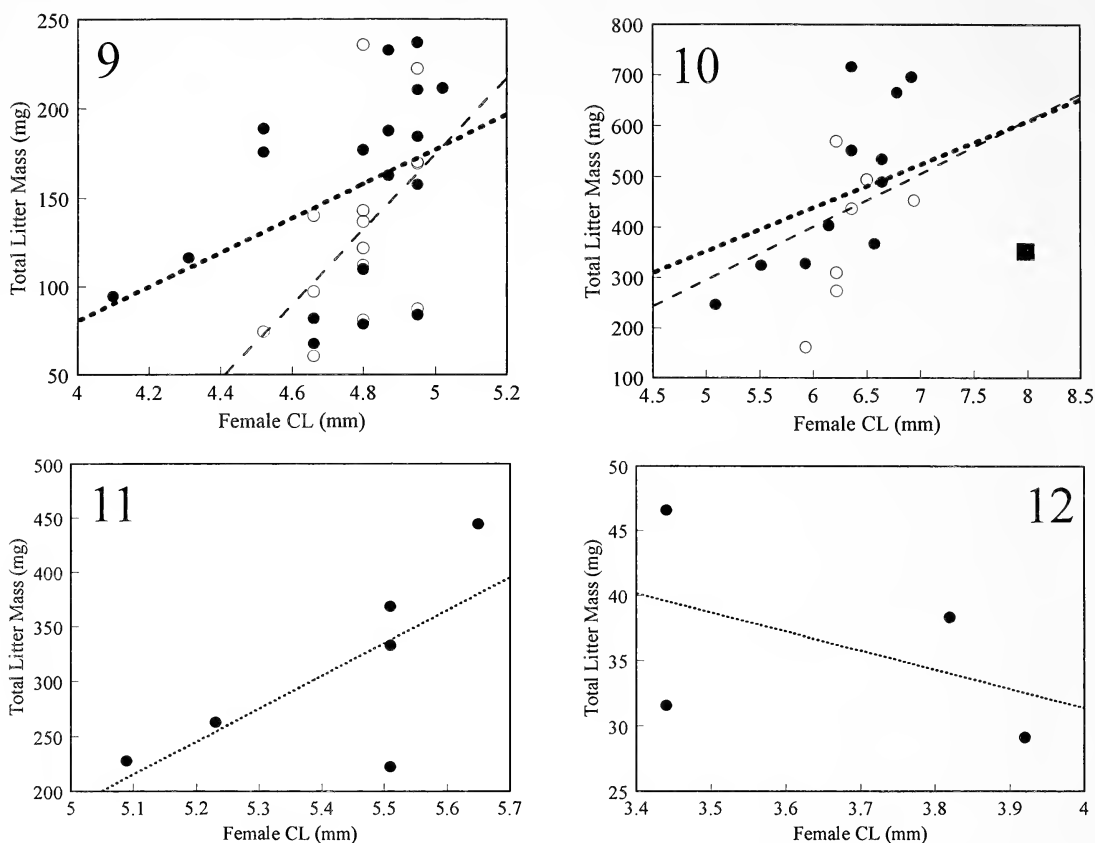 9
250
200
150
100
50
Total Litter Mass (mg)
4 4.2 4.4 4.6 4.8 5 5.2
Female CL (mm)
10
800
700
600
500
400
300
200
100
Total Litter Mass (mg)
4.5 5 5.5 6 6.5 7 7.5 8 8.5
Female CL (mm)
11
500
450
400
350
300
250
200
Total Litter Mass (mg)
5 5.1 5.2 5.3 5.4 5.5 5.6 5.7
Female CL (mm)
12
50
45
40
35
30
25
Total Litter Mass (mg)
3.4 3.5 3.6 3.7 3.8 3.9 4
Female CL (mm)